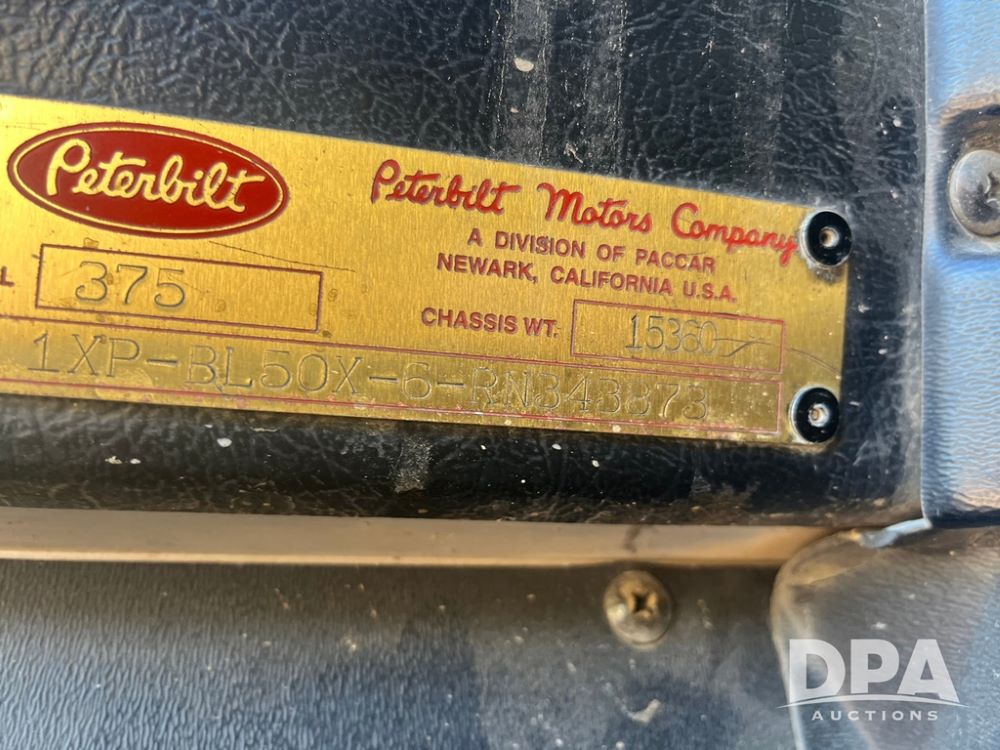 Peterbilt
Peterbilt Motors Company
A DIVISION OF PACCAR
NEWARK, CALIFORNIA U.S.A.
L 375
CHASSIS WT. 15360
1XP-BL50X-6-RN343873
DPA
AUCTIONS